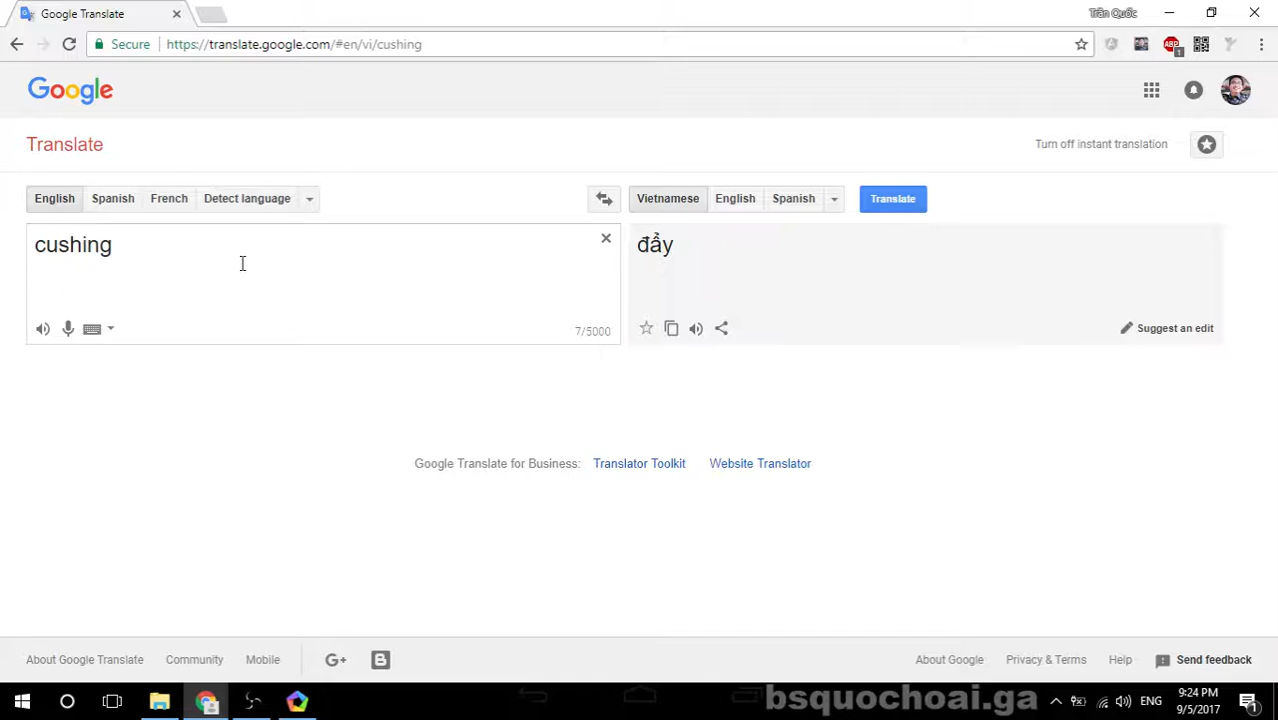 Google Translate
Trần Quốc
Secure https://translate.google.com/#en/vi/cushing
ABP
1
Google
Translate
Turn off instant translation
English Spanish French Detect language
Vietnamese English Spanish
Translate
cushing
đẩy
7/5000
Suggest an edit
Google Translate for Business: Translator Toolkit Website Translator
About Google Translate Community Mobile G+ B
About Google Privacy & Terms Help Send feedback
bsquochoai.ga
ENG
9:24 PM
9/5/2017
1